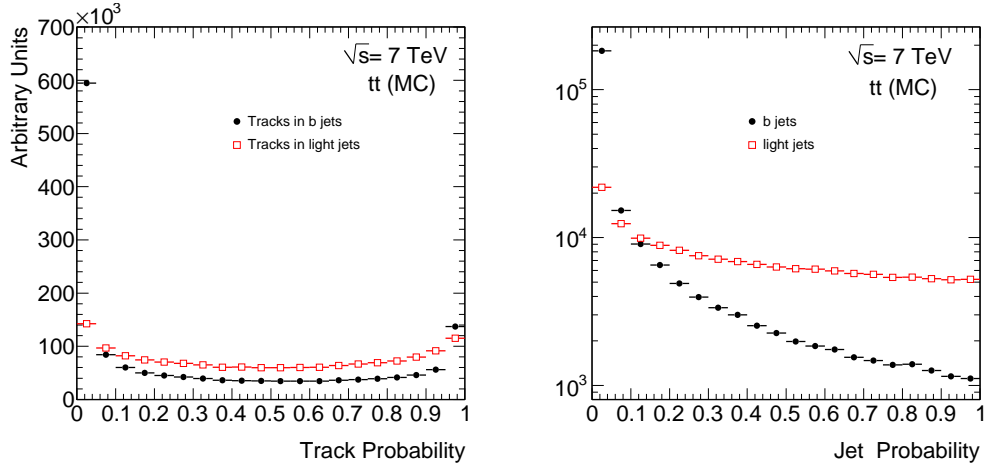 ×10³
700
600
500
400
300
200
100
0
Arbitrary Units
√s= 7 TeV
tt (MC)
Tracks in b jets
Tracks in light jets
0 0.1 0.2 0.3 0.4 0.5 0.6 0.7 0.8 0.9 1
Track Probability
10⁵
10⁴
10³
√s= 7 TeV
tt (MC)
b jets
light jets
0 0.1 0.2 0.3 0.4 0.5 0.6 0.7 0.8 0.9 1
Jet Probability